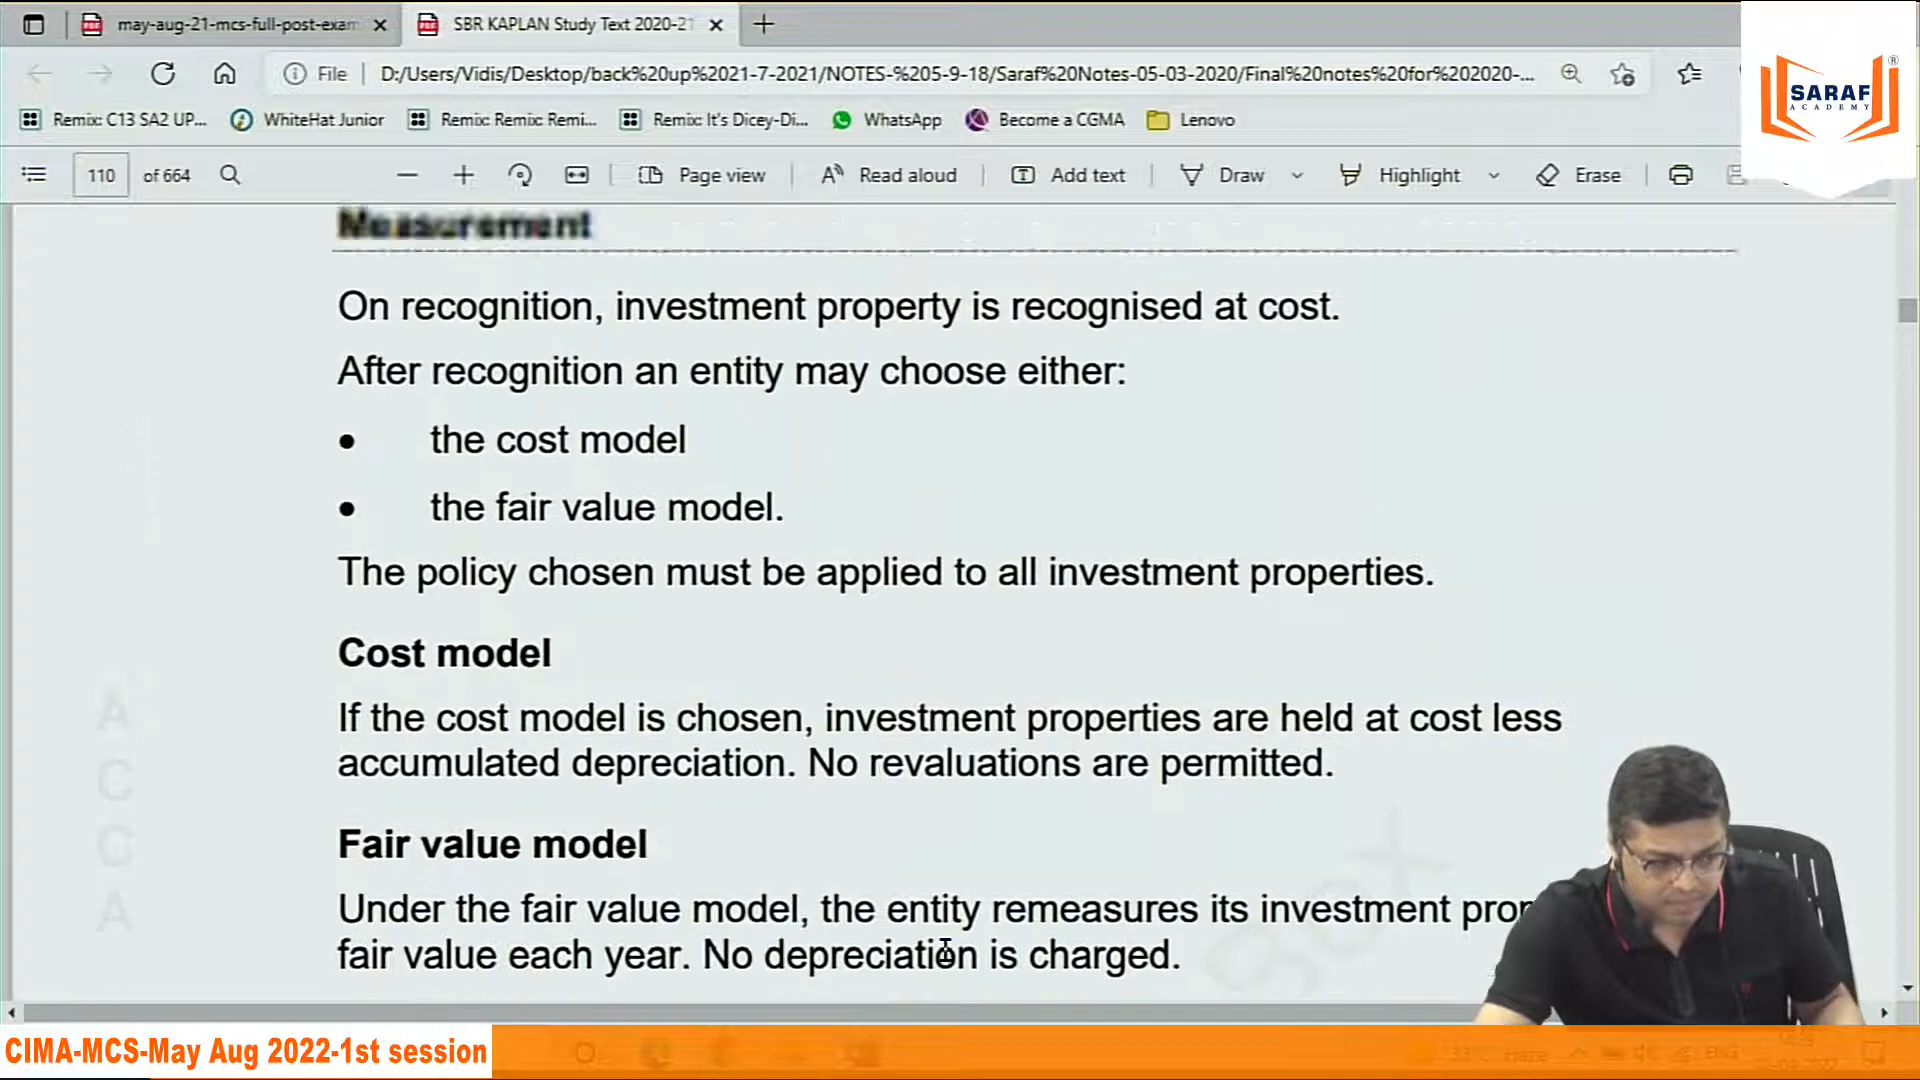 may-aug-21-mcs-full-post-exam
SBR KAPLAN Study Text 2020-21
SARAF
ACADEMY
®
File
D:/Users/Vidis/Desktop/back%20up%2021-7-2021/NOTES-%205-9-18/Saraf%20Notes-05-03-2020/Final%20notes%20for%202020-...
Remix: C13 SA2 UP...
WhiteHat Junior
Remix: Remix Remi...
Remix: It's Dicey-Di...
WhatsApp
Become a CGMA
Lenovo
110 of 664
Page view
Read aloud
Add text
Draw
Highlight
Erase
Measurement
On recognition, investment property is recognised at cost.
After recognition an entity may choose either:
• the cost model
• the fair value model.
The policy chosen must be applied to all investment properties.
Cost model
If the cost model is chosen, investment properties are held at cost less
accumulated depreciation. No revaluations are permitted.
Fair value model
Under the fair value model, the entity remeasures its investment
fair value each year. No depreciation is charged.
A
C
C
A
Box
CIMA-MCS-May Aug 2022-1st session